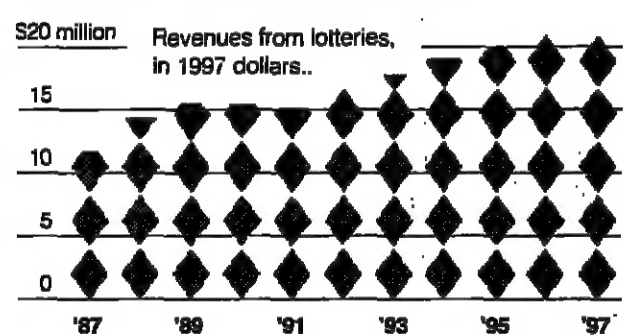 $20 million
Revenues from lotteries,
in 1997 dollars..
15
10
5
0
'87 '89 '91 '93 '95 '97